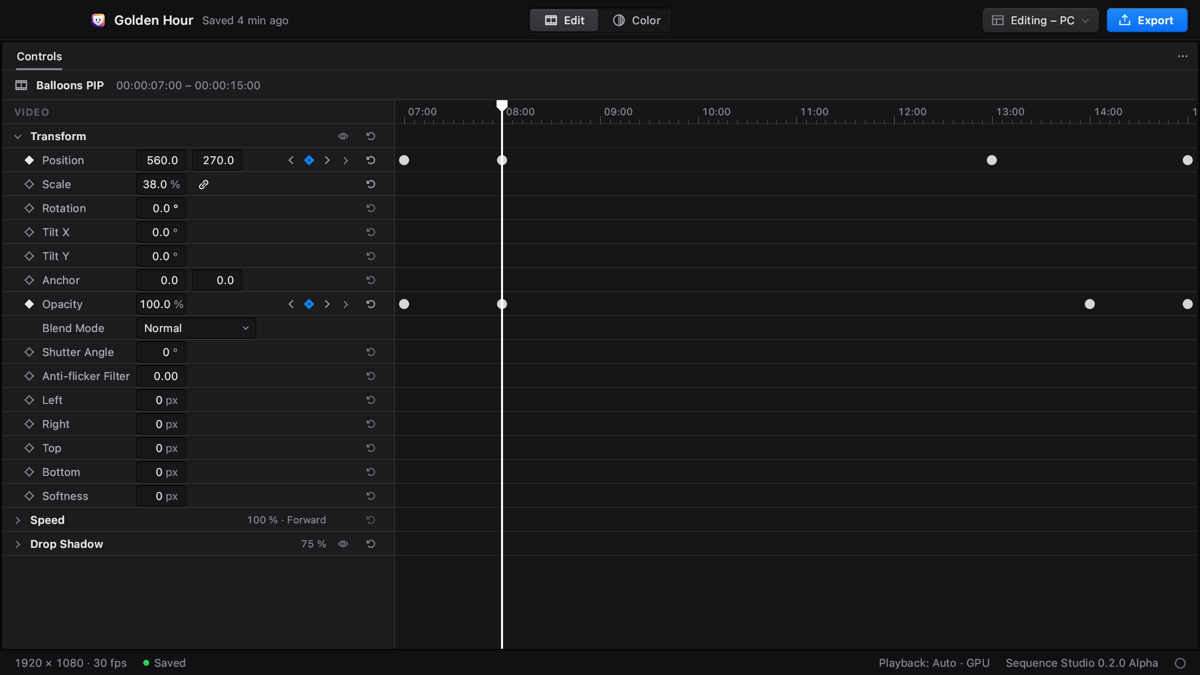 Golden Hour Saved 4 min ago Edit Color Editing – PC Export
Controls
Balloons PIP 00:00:07:00 – 00:00:15:00
VIDEO 07:00 08:00 09:00 10:00 11:00 12:00 13:00 14:00
Transform
Position 560.0 270.0
Scale 38.0 %
Rotation 0.0 °
Tilt X 0.0 °
Tilt Y 0.0 °
Anchor 0.0 0.0
Opacity 100.0 %
Blend Mode Normal
Shutter Angle 0 °
Anti-flicker Filter 0.00
Left 0 px
Right 0 px
Top 0 px
Bottom 0 px
Softness 0 px
Speed 100 % · Forward
Drop Shadow 75 %
1920 × 1080 · 30 fps Saved Playback: Auto · GPU Sequence Studio 0.2.0 Alpha